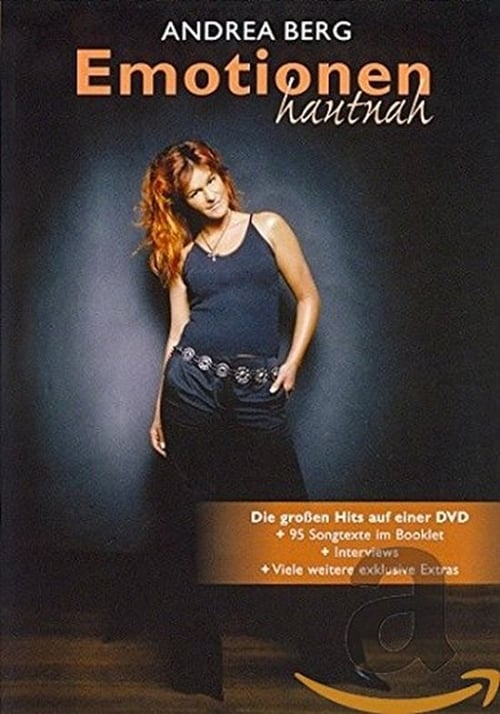 ANDREA BERG
Emotionen
hautnah
Die großen Hits auf einer DVD
+ 95 Songtexte im Booklet
+ Interviews
+ Viele weitere exklusive Extras
a